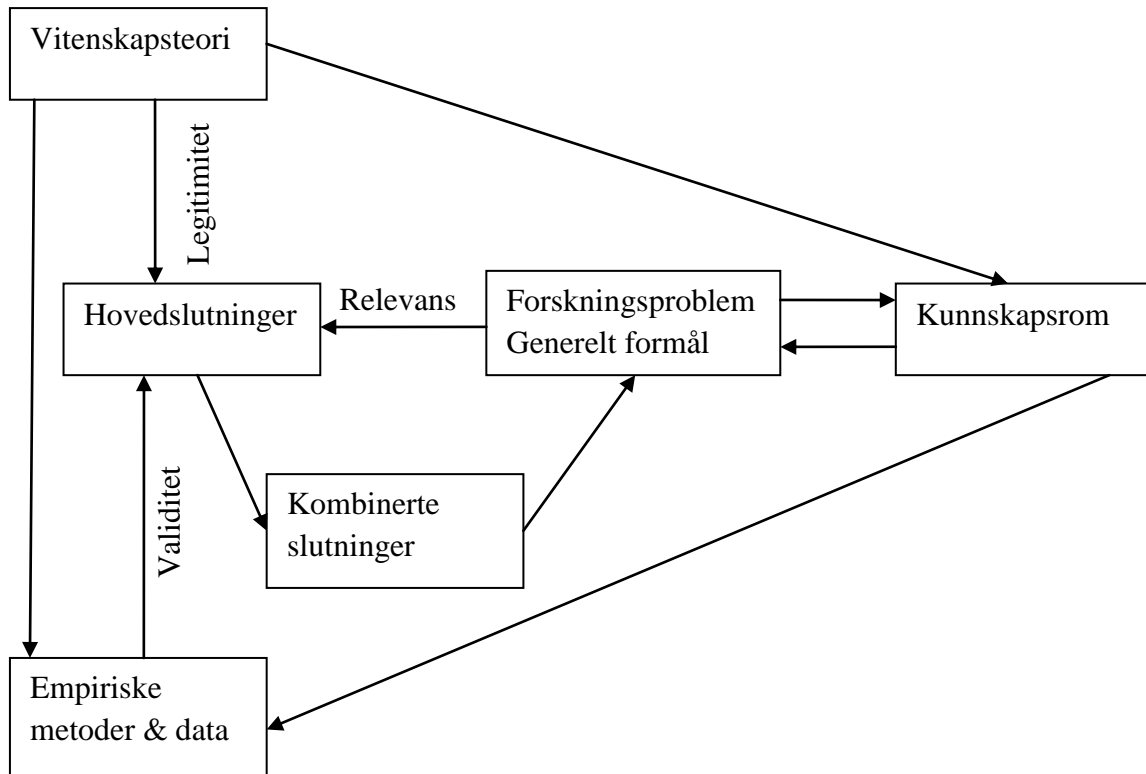 Vitenskapsteori
Legitimitet
Hovedslutninger
Relevans
Forskningsproblem
Generelt formål
Kunnskapsrom
Validitet
Kombinerte
slutninger
Empiriske
metoder & data